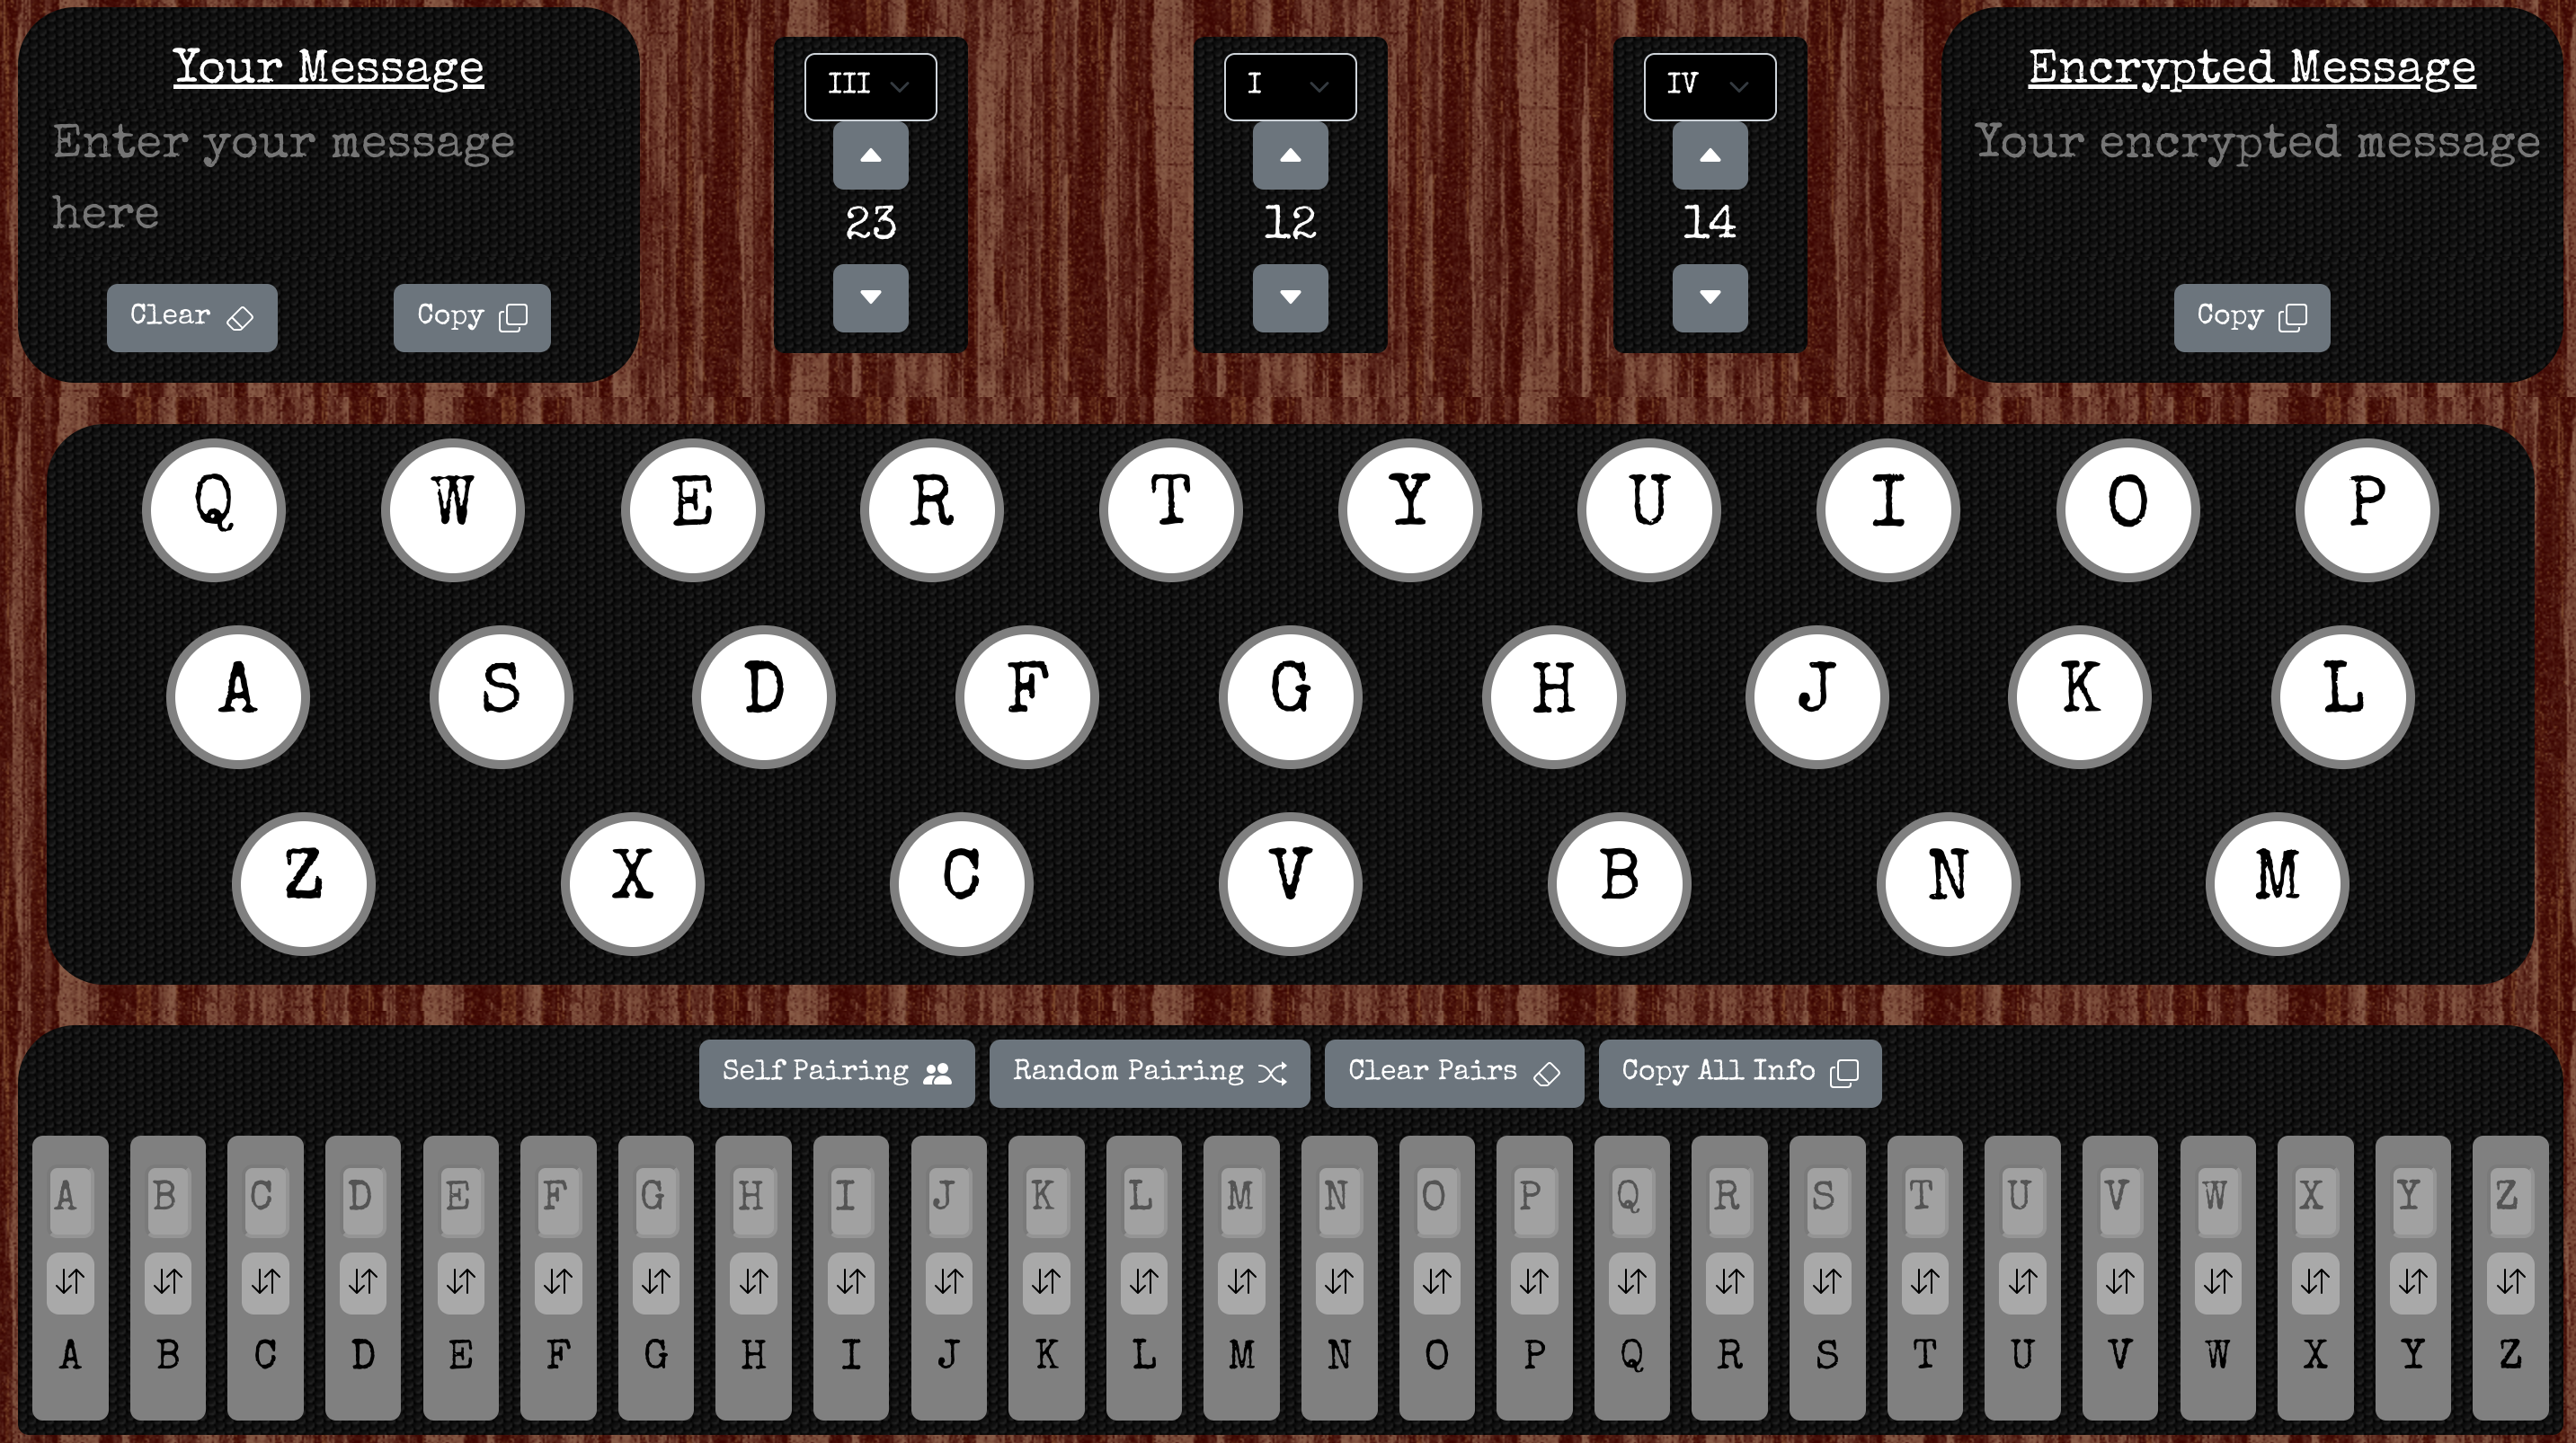 Your Message
Enter your message
here
Clear
Copy
III
23
I
12
IV
14
Encrypted Message
Your encrypted message
Copy
Q W E R T Y U I O P
A S D F G H J K L
Z X C V B N M
Self Pairing
Random Pairing
Clear Pairs
Copy All Info
A B C D E F G H I J K L M N O P Q R S T U V W X Y Z
A B C D E F G H I J K L M N O P Q R S T U V W X Y Z